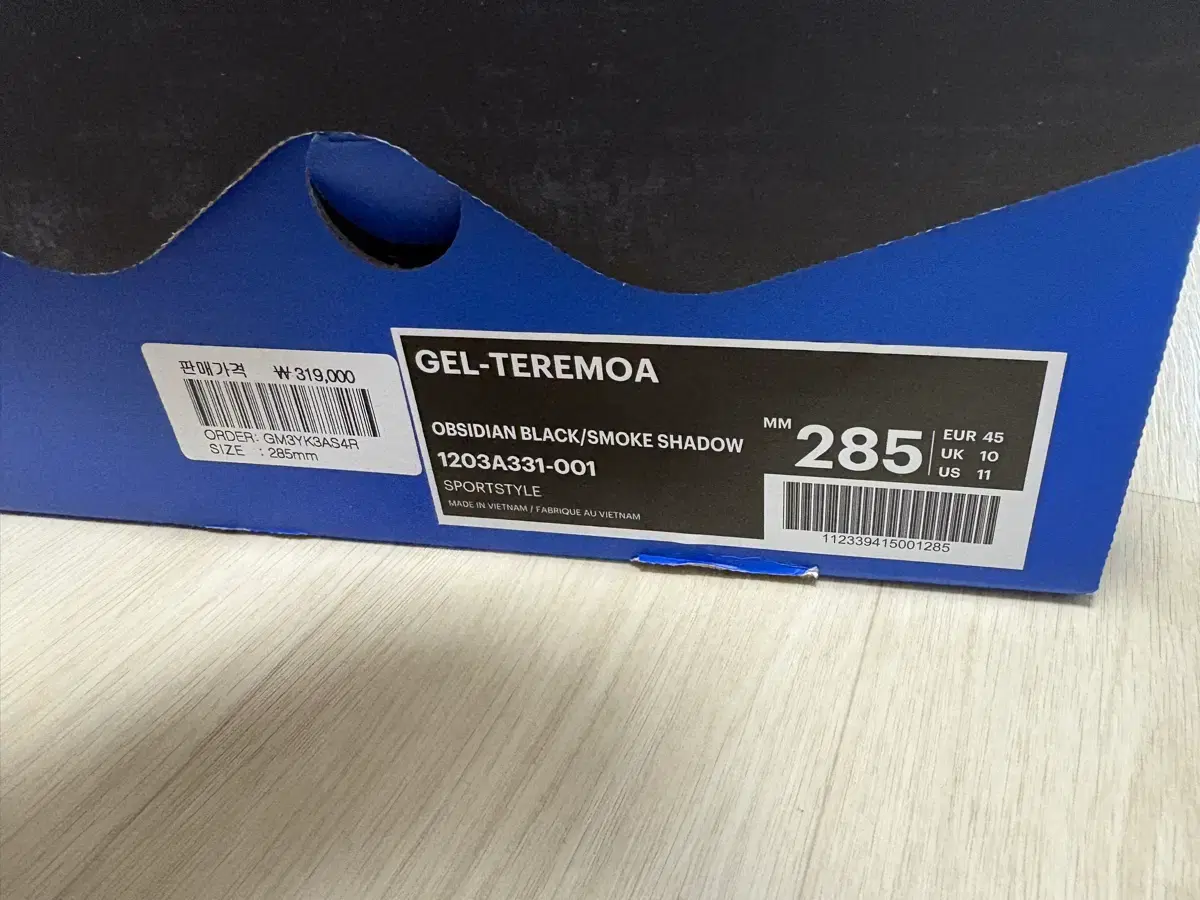 판매가격 ₩319,000
ORDER: GM3YK3AS4R
SIZE : 285mm
GEL-TEREMOA
OBSIDIAN BLACK/SMOKE SHADOW
1203A331-001
SPORTSTYLE
MADE IN VIETNAM / FABRIQUE AU VIETNAM
MM 285
EUR 45
UK 10
US 11
112339415001285